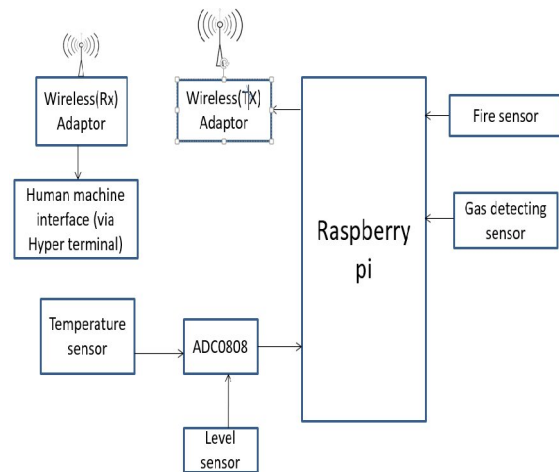 Wireless(Rx)
Adaptor
Wireless(TX)
Adaptor
Fire sensor
Human machine
interface (via
Hyper terminal)
Gas detecting
sensor
Raspberry
pi
Temperature
sensor
ADC0808
Level
sensor